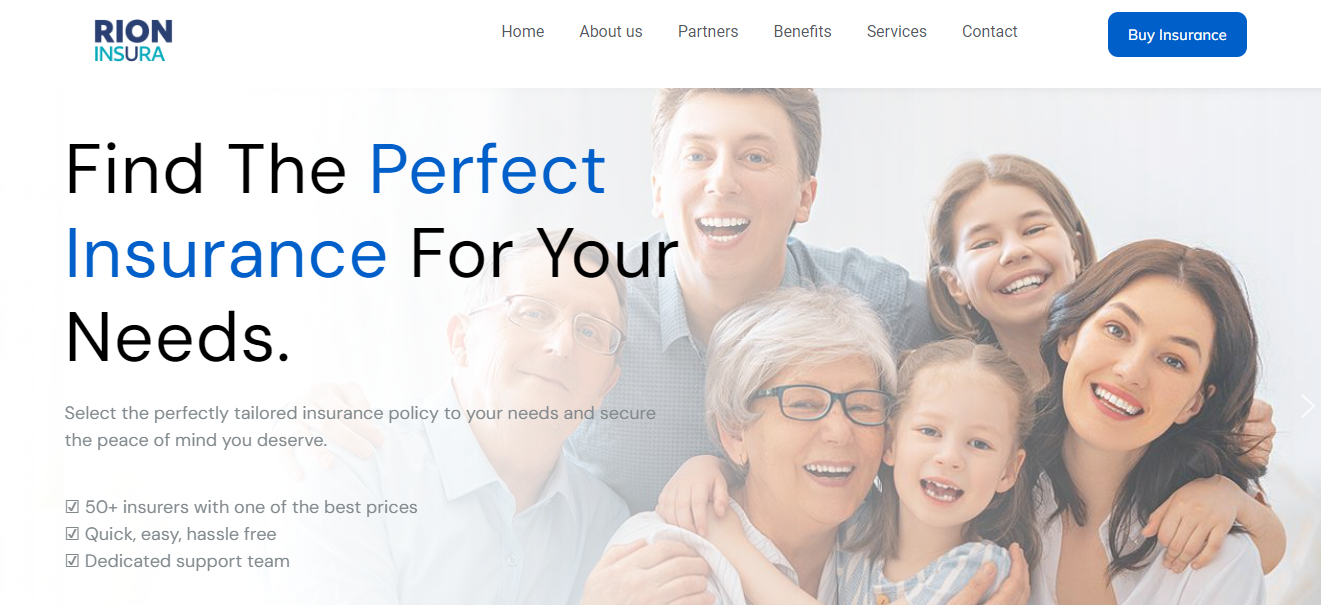 RION
INSURA
Home About us Partners Benefits Services Contact
Buy Insurance
Find The Perfect
Insurance For Your
Needs.
Select the perfectly tailored insurance policy to your needs and secure
the peace of mind you deserve.
☑ 50+ insurers with one of the best prices
☑ Quick, easy, hassle free
☑ Dedicated support team